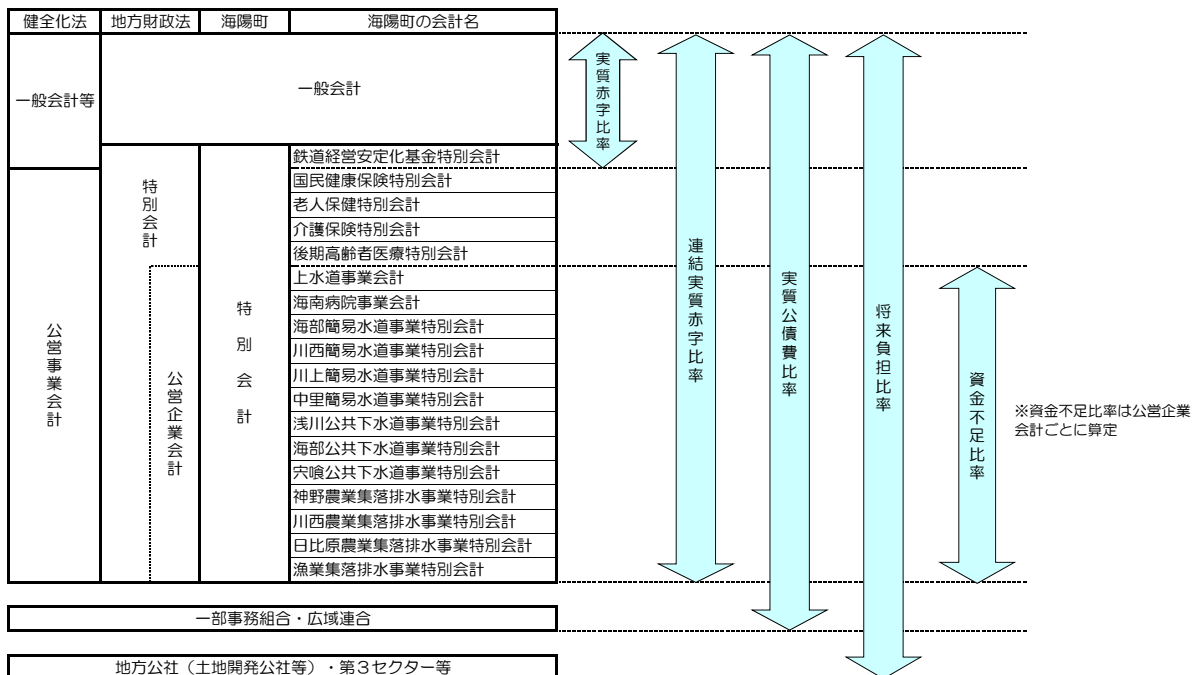 健全化法 地方財政法 海陽町 海陽町の会計名
一般会計等
一般会計
特別会計
鉄道経営安定化基金特別会計
公営事業会計
公営企業会計
特別会計
国民健康保険特別会計
老人保健特別会計
介護保険特別会計
後期高齢者医療特別会計
上水道事業会計
海南病院事業会計
海部簡易水道事業特別会計
川西簡易水道事業特別会計
川上簡易水道事業特別会計
中里簡易水道事業特別会計
浅川公共下水道事業特別会計
海部公共下水道事業特別会計
宍喰公共下水道事業特別会計
神野農業集落排水事業特別会計
川西農業集落排水事業特別会計
日比原農業集落排水事業特別会計
漁業集落排水事業特別会計
一部事務組合・広域連合
地方公社（土地開発公社等）・第３セクター等
実質赤字比率
連結実質赤字比率
実質公債費比率
将来負担比率
資金不足比率
※資金不足比率は公営企業
会計ごとに算定